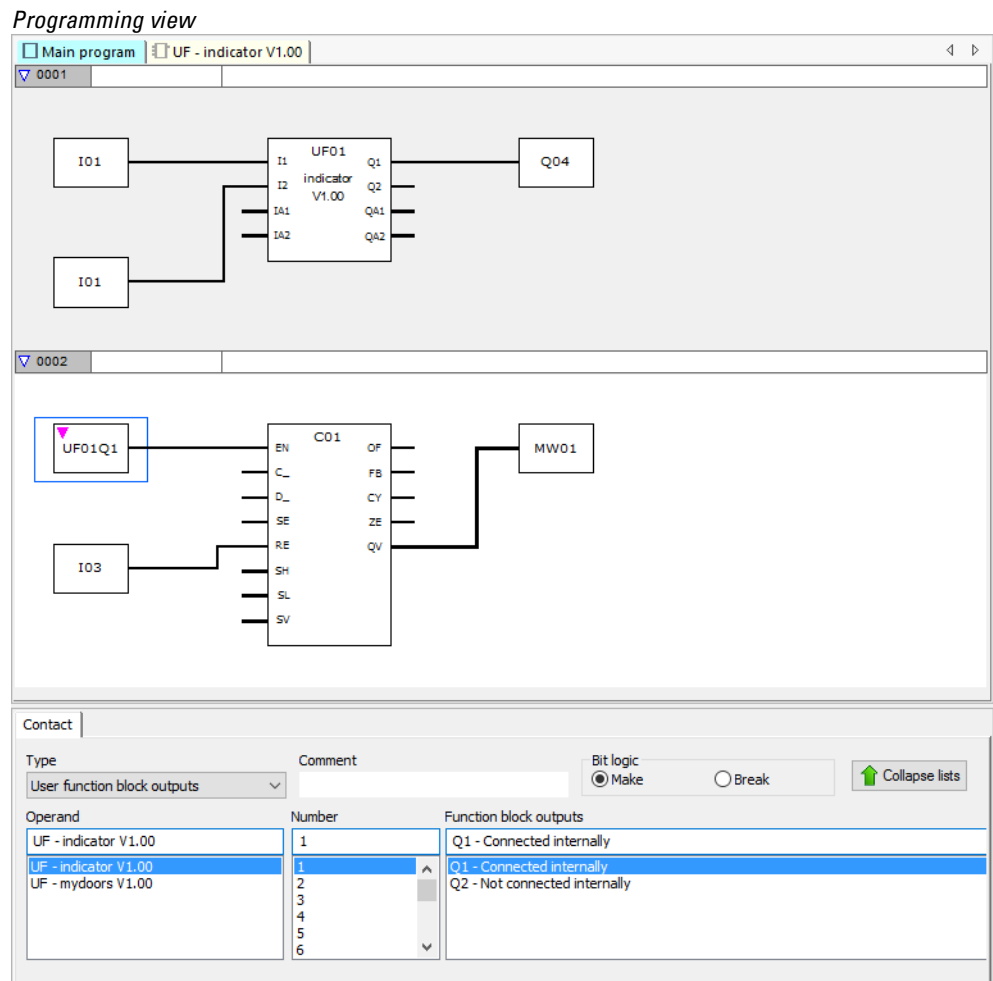 Programming view
Main program UF - indicator V1.00
0001
I01 I1 UF01 Q1 Q04
I2 indicator Q2
V1.00
IA1 QA1
IA2 QA2
I01
0002
UF01Q1 EN C01 OF MW01
C_ FB
D_ CY
SE ZE
RE QV
I03 SH
SL
SV
Contact
Type Comment Bit logic
User function block outputs Make Break Collapse lists
Operand Number Function block outputs
UF - indicator V1.00 1 Q1 - Connected internally
UF - indicator V1.00 1 Q1 - Connected internally
UF - mydoors V1.00 2 Q2 - Not connected internally
3
4
5
6